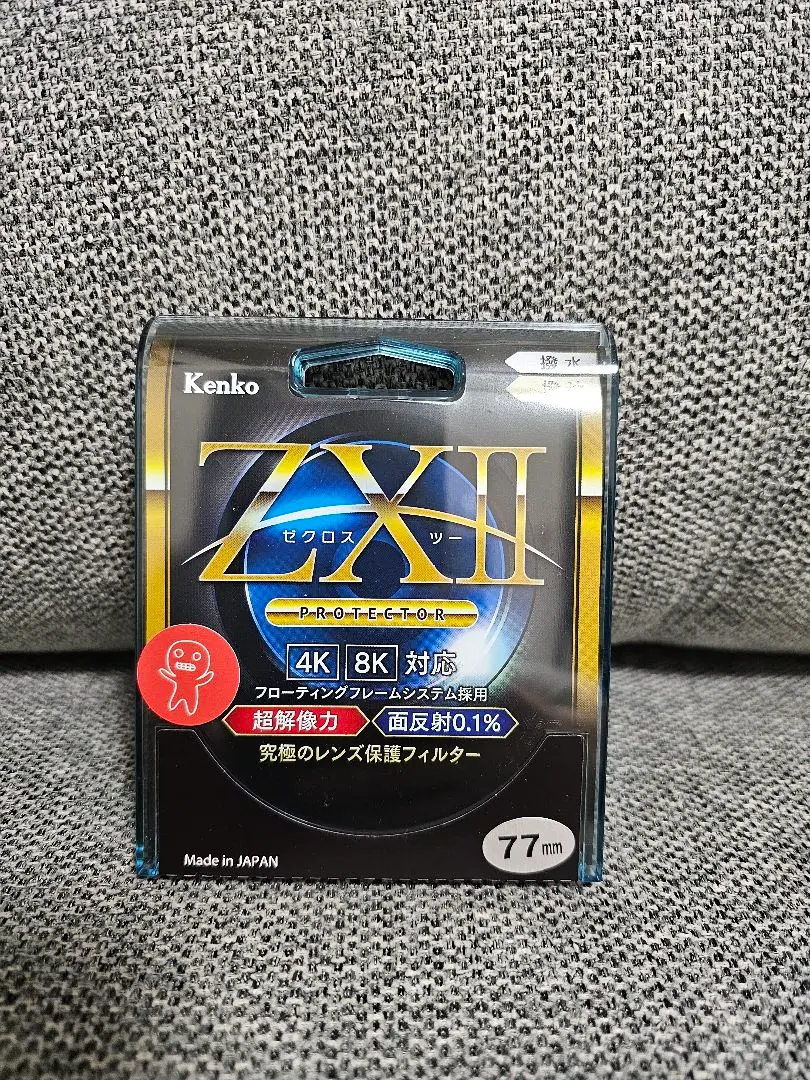 Kenko
撥水
ZXII
ゼクロス ツー
PROTECTOR
4K 8K 対応
フローティングフレームシステム採用
超解像力 面反射0.1%
究極のレンズ保護フィルター
Made in JAPAN
77mm